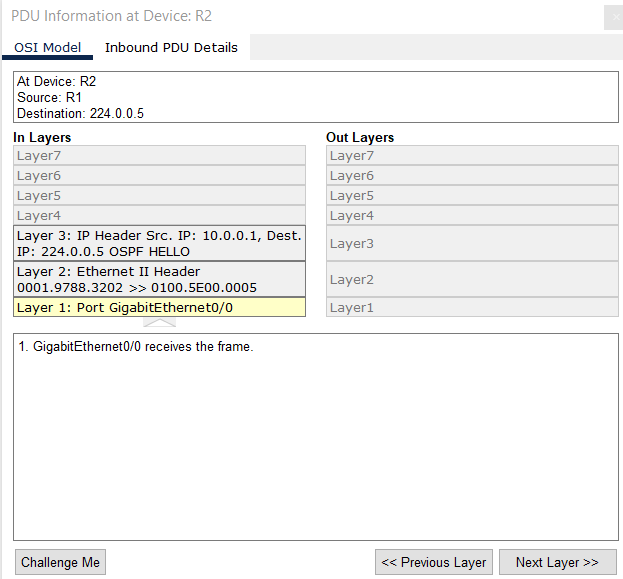 PDU Information at Device: R2
OSI Model
Inbound PDU Details
At Device: R2
Source: R1
Destination: 224.0.0.5
In Layers
Layer7
Layer6
Layer5
Layer4
Layer 3: IP Header Src. IP: 10.0.0.1, Dest.
IP: 224.0.0.5 OSPF HELLO
Layer 2: Ethernet II Header
0001.9788.3202 >> 0100.5E00.0005
Layer 1: Port GigabitEthernet0/0
Out Layers
Layer7
Layer6
Layer5
Layer4
Layer3
Layer2
Layer1
1. GigabitEthernet0/0 receives the frame.
Challenge Me
<< Previous Layer
Next Layer >>